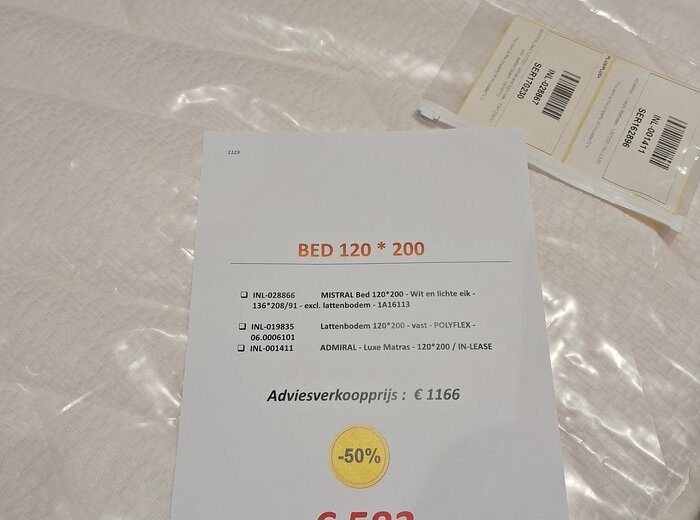 1123
BED 120 * 200
❑ INL-028866 MISTRAL Bed 120*200 - Wit en lichte eik -
136*208/91 - excl. lattenbodem - 1A16113
❑ INL-019835 Lattenbodem 120*200 - vast - POLYFLEX -
06.0006101
❑ INL-001411 ADMIRAL - Luxe Matras - 120*200 / IN-LEASE
Adviesverkoopprijs : € 1166
-50%
INL-028867
SER170230
INL-001411
SER162896